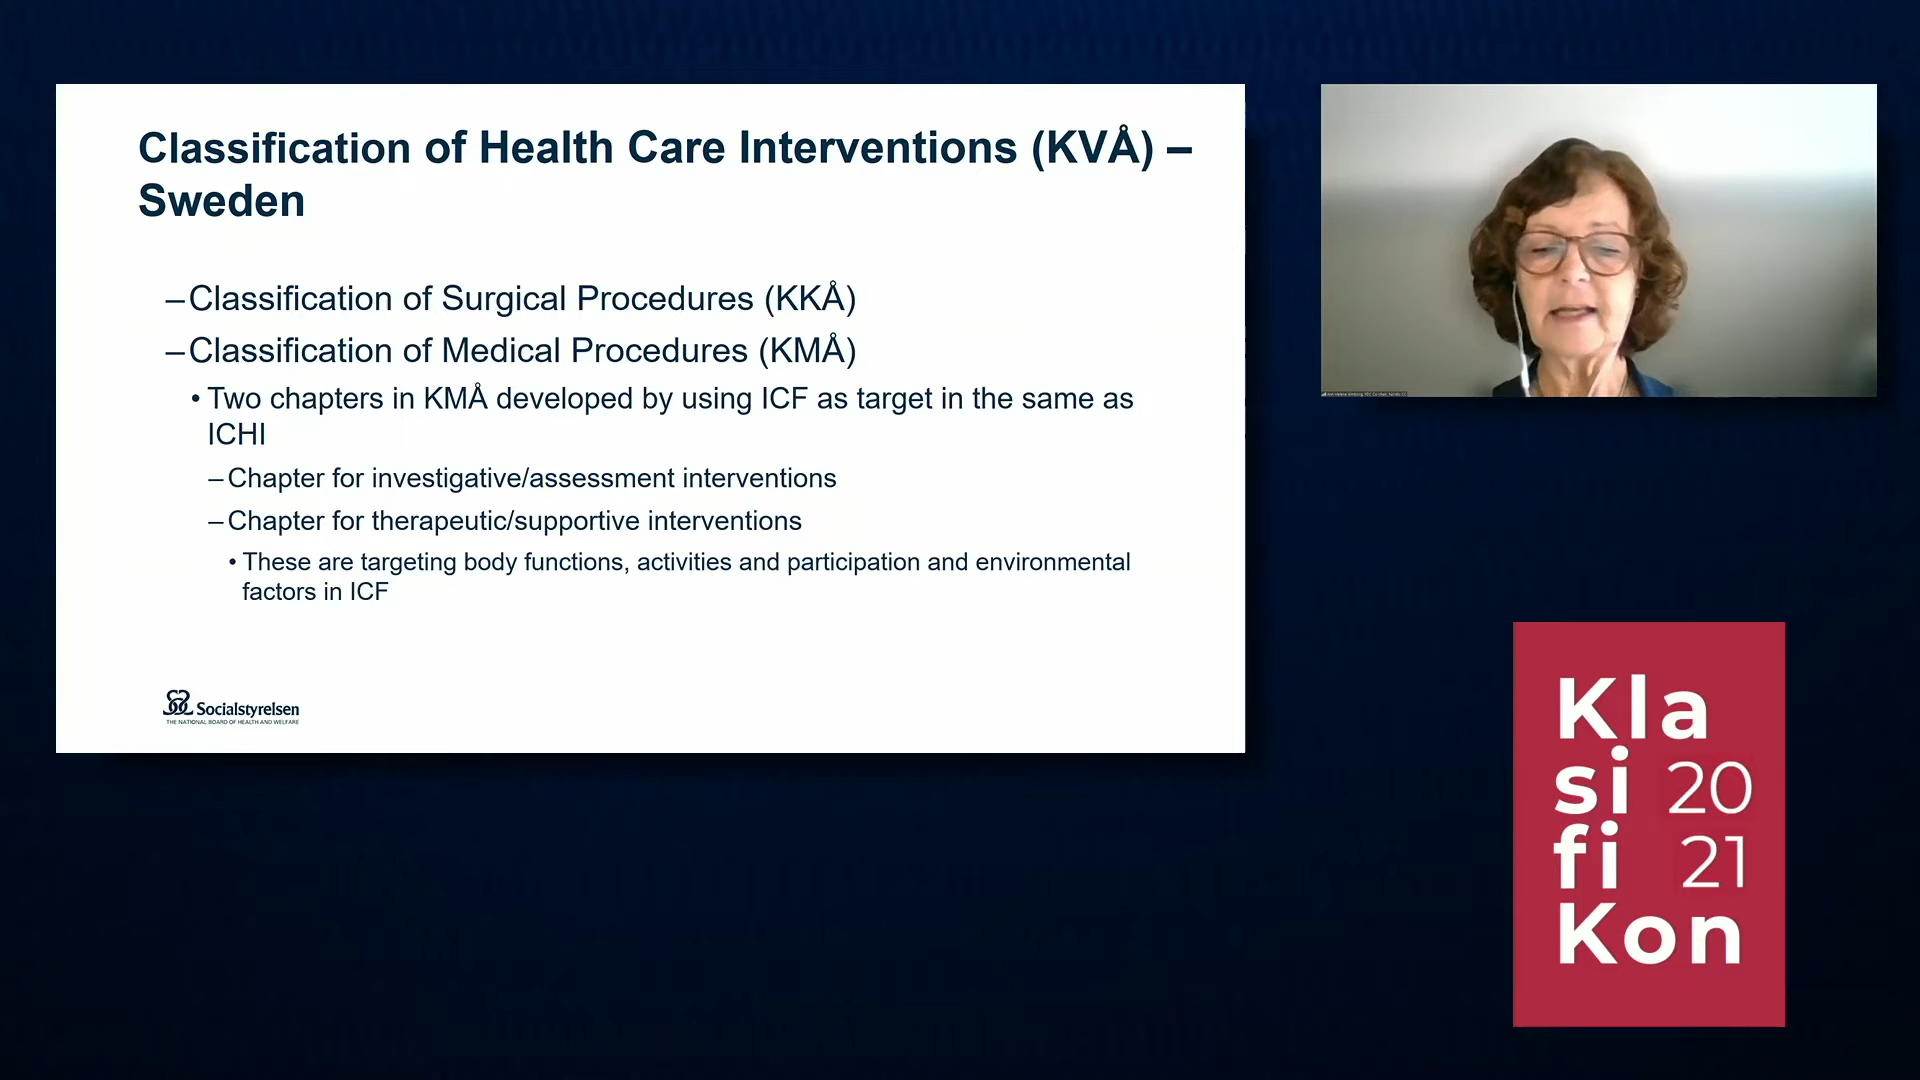 Classification of Health Care Interventions (KVÅ) –
Sweden
–Classification of Surgical Procedures (KKÅ)
–Classification of Medical Procedures (KMÅ)
• Two chapters in KMÅ developed by using ICF as target in the same as
ICHI
–Chapter for investigative/assessment interventions
–Chapter for therapeutic/supportive interventions
• These are targeting body functions, activities and participation and environmental
factors in ICF
Socialstyrelsen
THE NATIONAL BOARD OF HEALTH AND WELFARE
Kla
si 20
fi 21
Kon